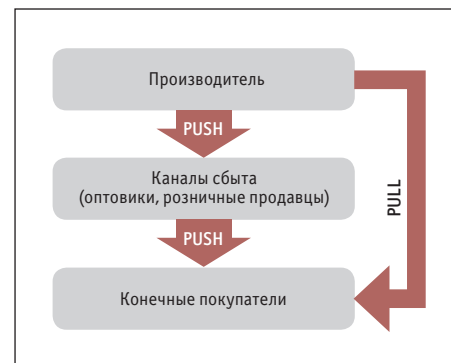 Производитель
PUSH
Каналы сбыта
(оптовики, розничные продавцы)
PUSH
Конечные покупатели
PULL